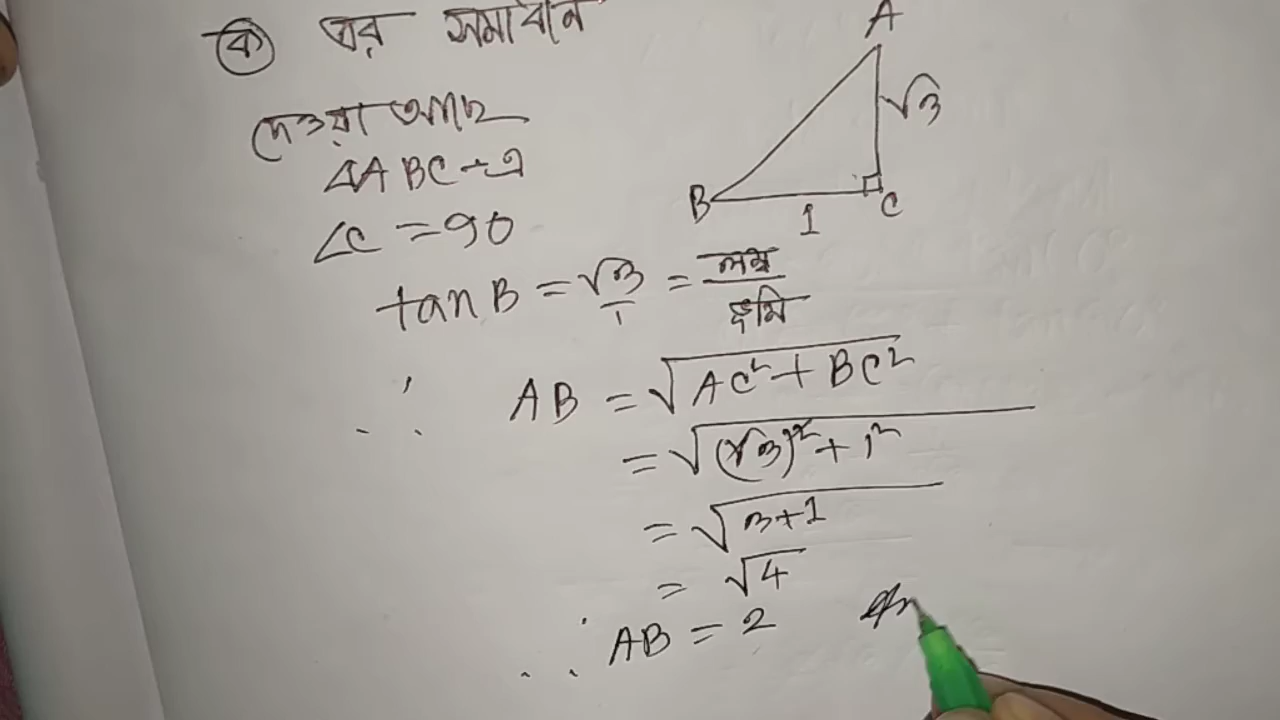 ক এর সমাধান
দেওয়া আছে
△ABC-এ
∠C = 90
tan B = √3/1 = লম্ব/ভূমি
∴ AB = √AC² + BC²
= √(√3)² + 1²
= √3+1
= √4
∴ AB = 2
A
√3
B
1
C